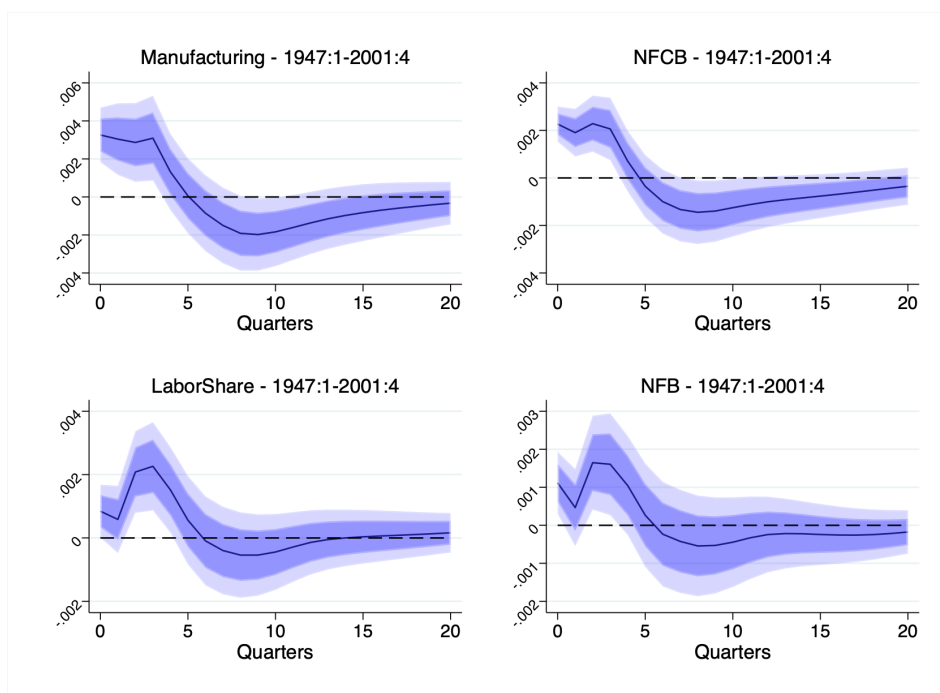 Manufacturing - 1947:1-2001:4
.006
.004
.002
0
-.002
-.004
0 5 10 15 20
Quarters
NFCB - 1947:1-2001:4
.004
.002
0
-.002
-.004
0 5 10 15 20
Quarters
LaborShare - 1947:1-2001:4
.004
.002
0
-.002
0 5 10 15 20
Quarters
NFB - 1947:1-2001:4
.003
.002
.001
0
-.001
-.002
0 5 10 15 20
Quarters